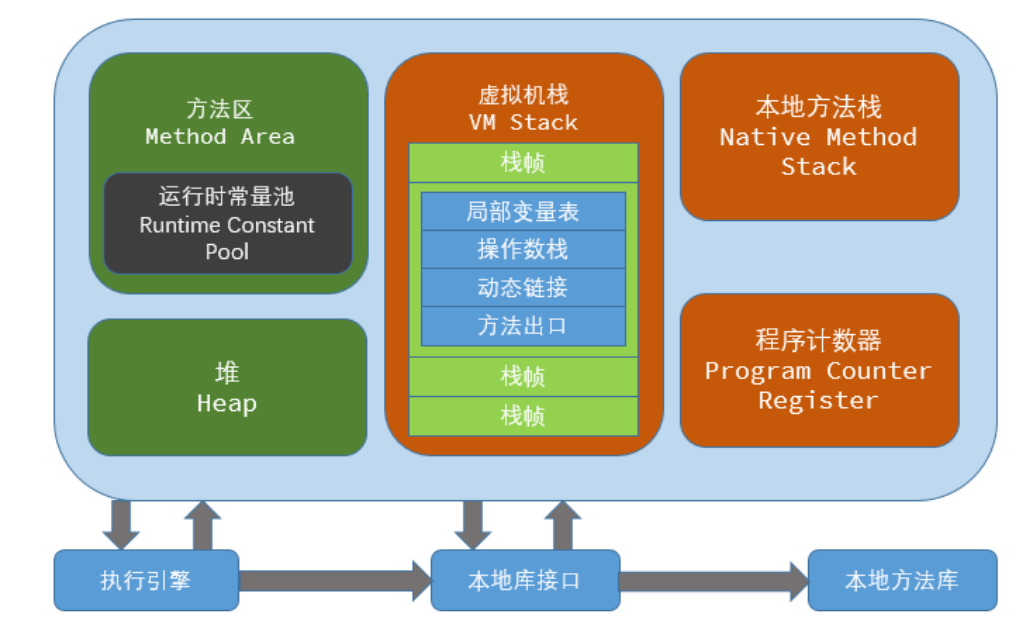 方法区
Method Area
运行时常量池
Runtime Constant
Pool
堆
Heap
虚拟机栈
VM Stack
栈帧
局部变量表
操作数栈
动态链接
方法出口
栈帧
栈帧
本地方法栈
Native Method
Stack
程序计数器
Program Counter
Register
执行引擎
本地库接口
本地方法库